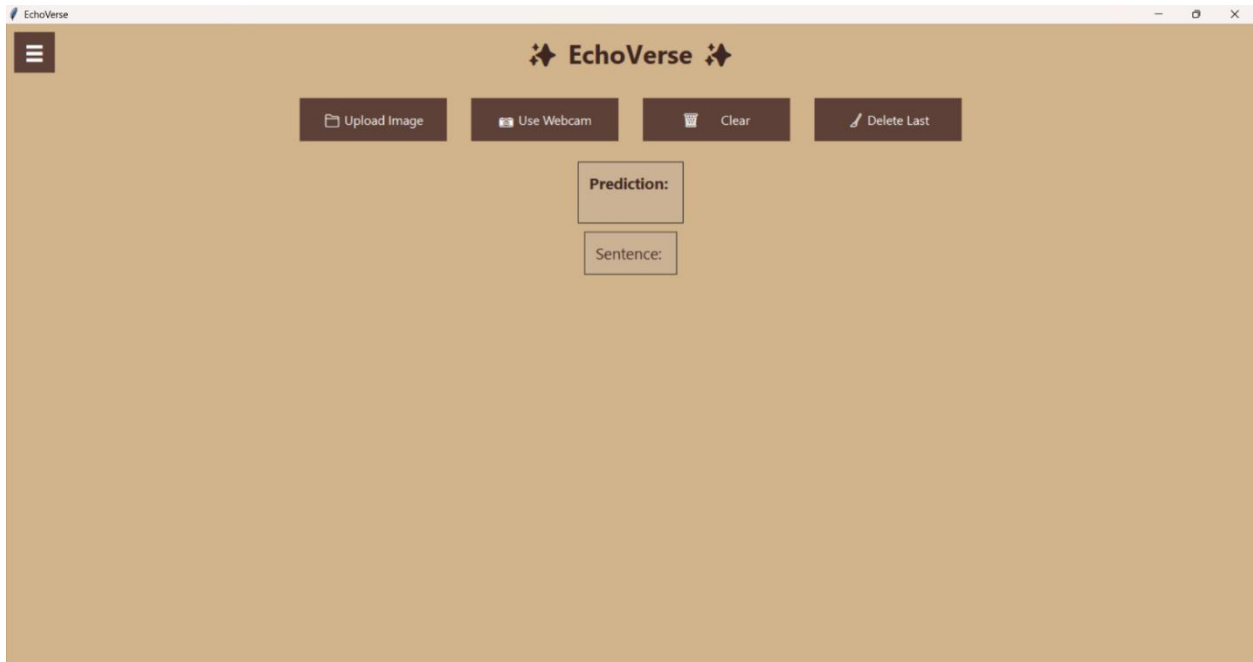 EchoVerse
✨ EchoVerse ✨
Upload Image
Use Webcam
Clear
Delete Last
Prediction:
Sentence: